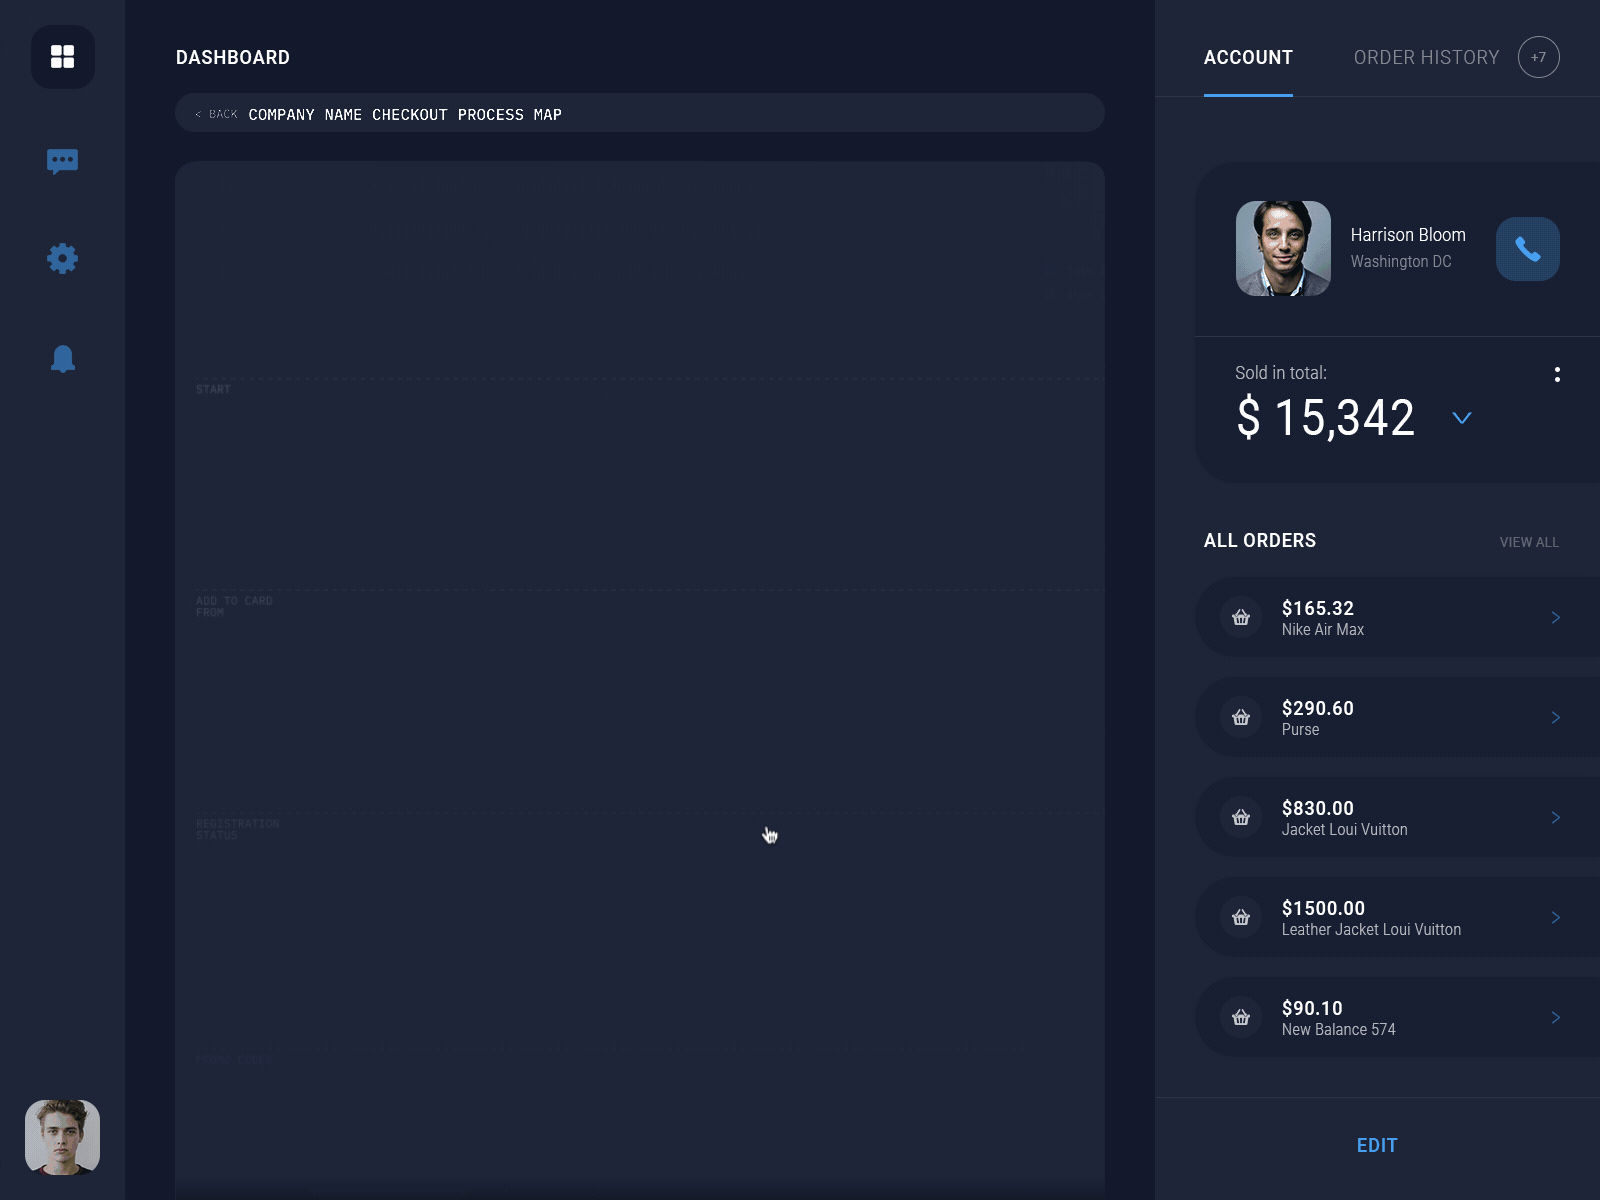 DASHBOARD
< BACK COMPANY NAME CHECKOUT PROCESS MAP
START
ADD TO CARD
FROM
REGISTRATION
STATUS
PROMO CODES
ACCOUNT
ORDER HISTORY
+7
Harrison Bloom
Washington DC
Sold in total:
$ 15,342
ALL ORDERS
VIEW ALL
$165.32
Nike Air Max
$290.60
Purse
$830.00
Jacket Loui Vuitton
$1500.00
Leather Jacket Loui Vuitton
$90.10
New Balance 574
EDIT